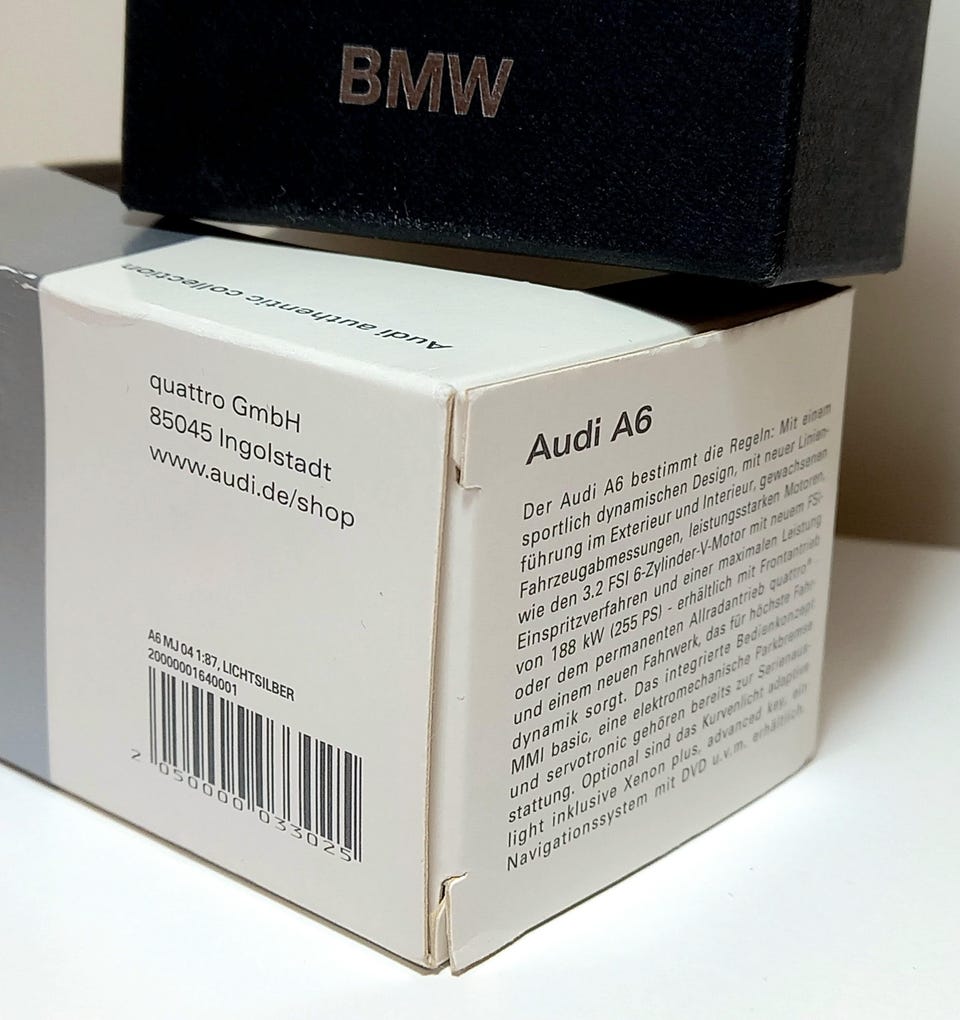 BMW
Audi authentic collection
quattro GmbH
85045 Ingolstadt
www.audi.de/shop
A6 MJ 04 1:87, LICHTSILBER
20000001640001
2 050000 033025
Audi A6
Der Audi A6 bestimmt die Regeln: Mit einem
sportlich dynamischen Design, mit neuer Linien-
führung im Exterieur und Interieur, gewachsenen
Fahrzeugabmessungen, leistungsstarken Motoren,
wie den 3.2 FSI 6-Zylinder-V-Motor mit neuem FSI-
Einspritzverfahren und einer maximalen Leistung
von 188 kW (255 PS) - erhältlich mit Frontantrieb
oder dem permanenten Allradantrieb quattro®
und einem neuen Fahrwerk, das für höchste Fahr-
dynamik sorgt. Das integrierte Bedienkonzept
MMI basic, eine elektromechanische Parkbremse
und servotronic gehören bereits zur Serienaus-
stattung. Optional sind das Kurvenlicht adaptive
light inklusive Xenon plus, advanced key, ein
Navigationssystem mit DVD u.v.m. erhältlich.